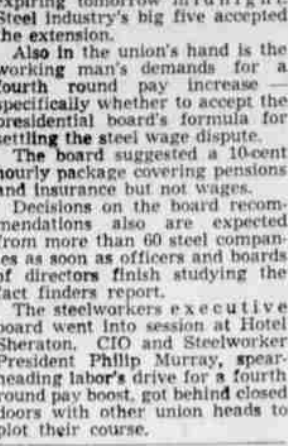 expiring tomorrow midnight.
Steel industry's big five accepted
the extension.
Also in the union's hand is the
working man's demands for a
fourth round pay increase —
specifically whether to accept the
presidential board's formula for
settling the steel wage dispute.
The board suggested a 10-cent
hourly package covering pensions
and insurance but not wages.
Decisions on the board recom-
mendations also are expected
from more than 60 steel compan-
ies as soon as officers and boards
of directors finish studying the
fact finders report.
The steelworkers executive
board went into session at Hotel
Sheraton. CIO and Steelworker
President Philip Murray, spear-
heading labor's drive for a fourth
round pay boost, got behind closed
doors with other union heads to
plot their course.